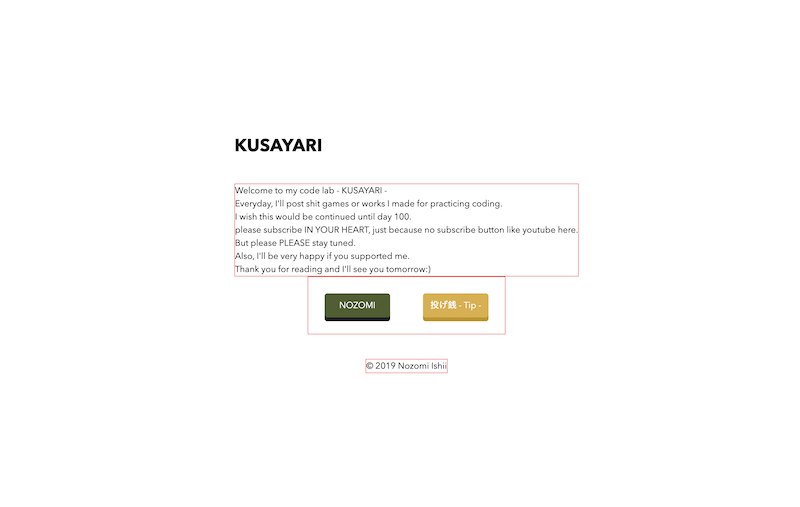 KUSAYARI
Welcome to my code lab - KUSAYARI -
Everyday, I'll post shit games or works I made for practicing coding.
I wish this would be continued until day 100.
please subscribe IN YOUR HEART, just because no subscribe button like youtube here.
But please PLEASE stay tuned.
Also, I'll be very happy if you supported me.
Thank you for reading and I'll see you tomorrow:)
NOZOMI
投げ銭 - Tip -
© 2019 Nozomi Ishii